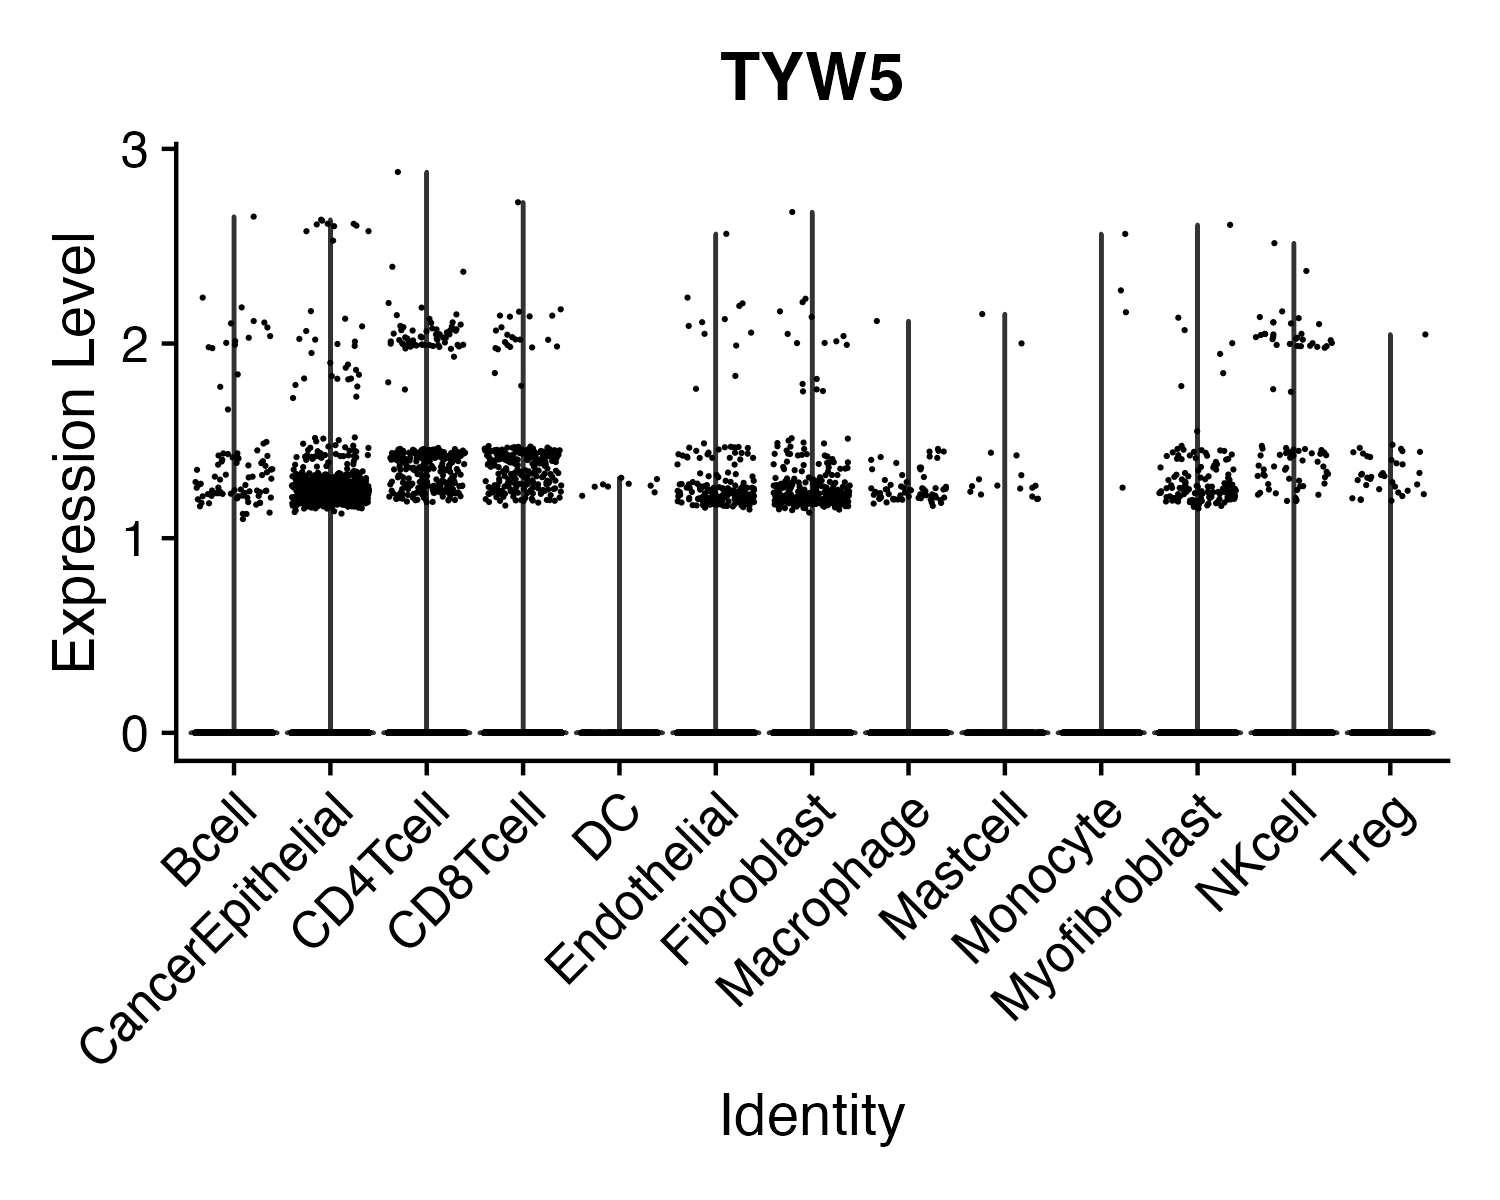 TYW5
Expression Level
3
2
1
0
Bcell
CancerEpithelial
CD4Tcell
CD8Tcell
DC
Endothelial
Fibroblast
Macrophage
Mastcell
Monocyte
Myofibroblast
NKcell
Treg
Identity